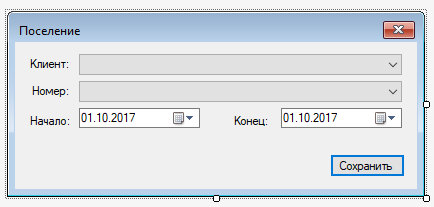 Поселение
Клиент:
Номер:
Начало: 01.10.2017 Конец: 01.10.2017
Сохранить